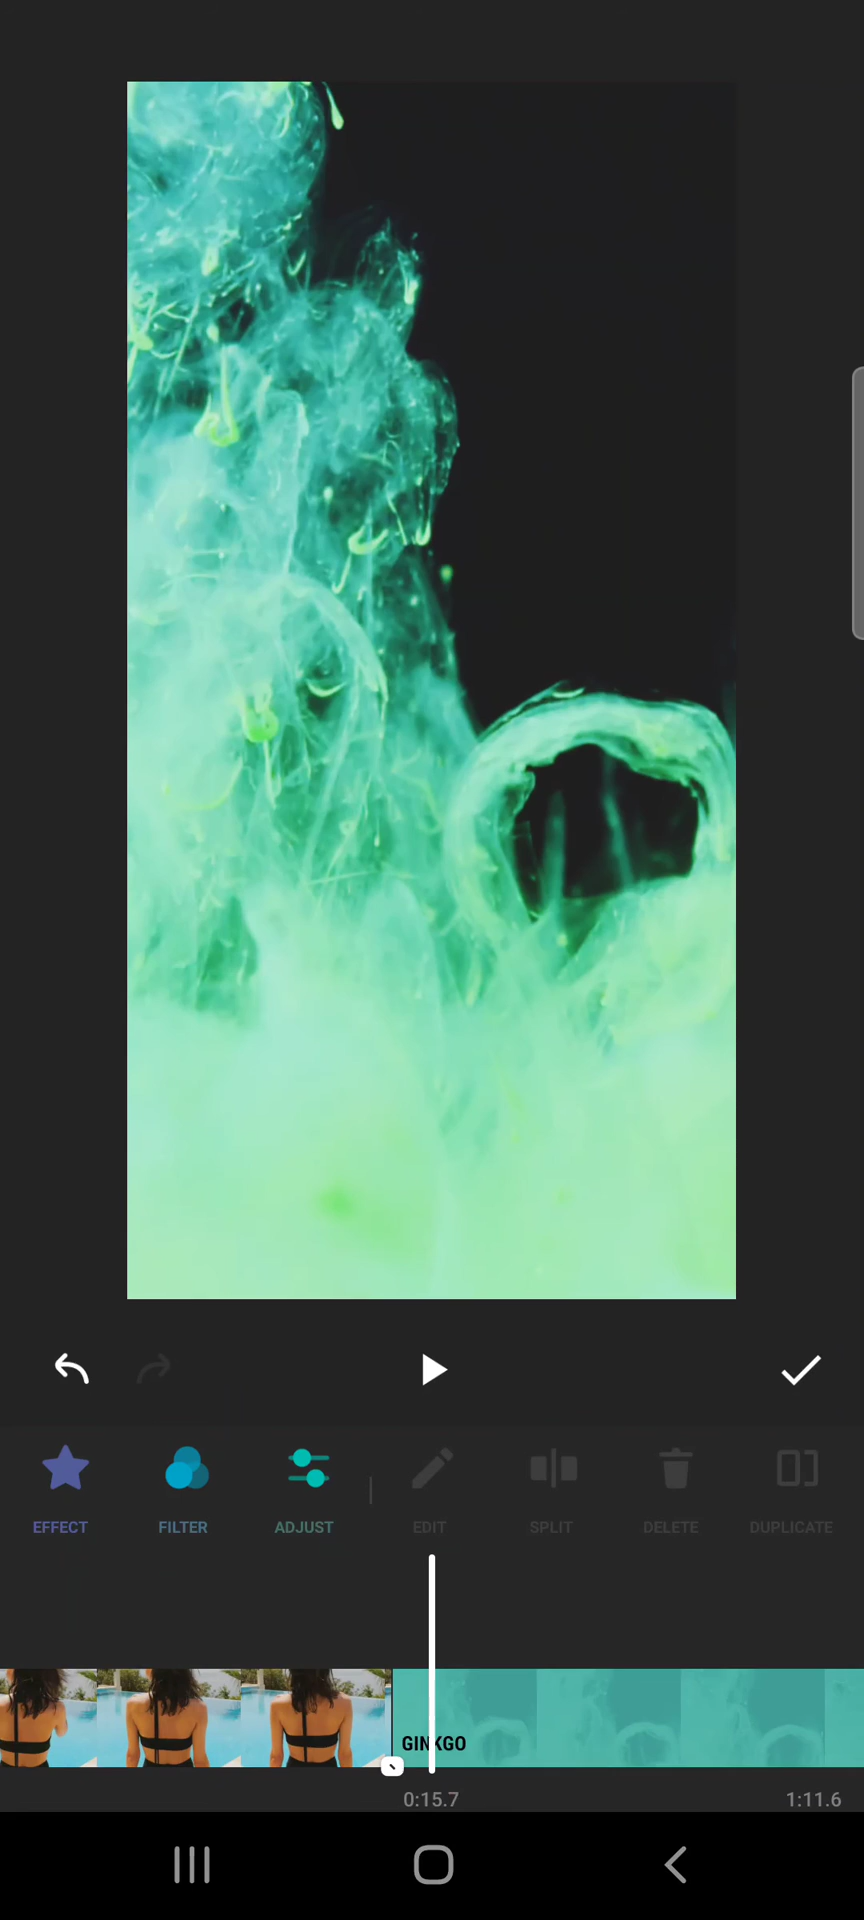 EFFECT
FILTER
ADJUST
EDIT
SPLIT
DELETE
DUPLICATE
GINKGO
0:15.7
1:11.6